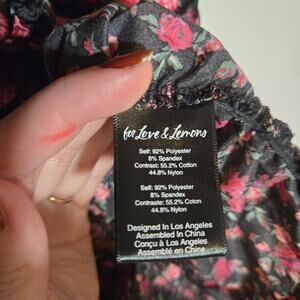 for Love & Lemons
Self: 92% Polyester
8% Spandex
Contrast: 55.2% Cotton
44.8% Nylon
Self: 92% Polyester
8% Spandex
Contraste: 55.2% Cotton
44.8% Nylon
Designed In Los Angeles
Assembled In China
Conçu à Los Angeles
Assemblé en Chine